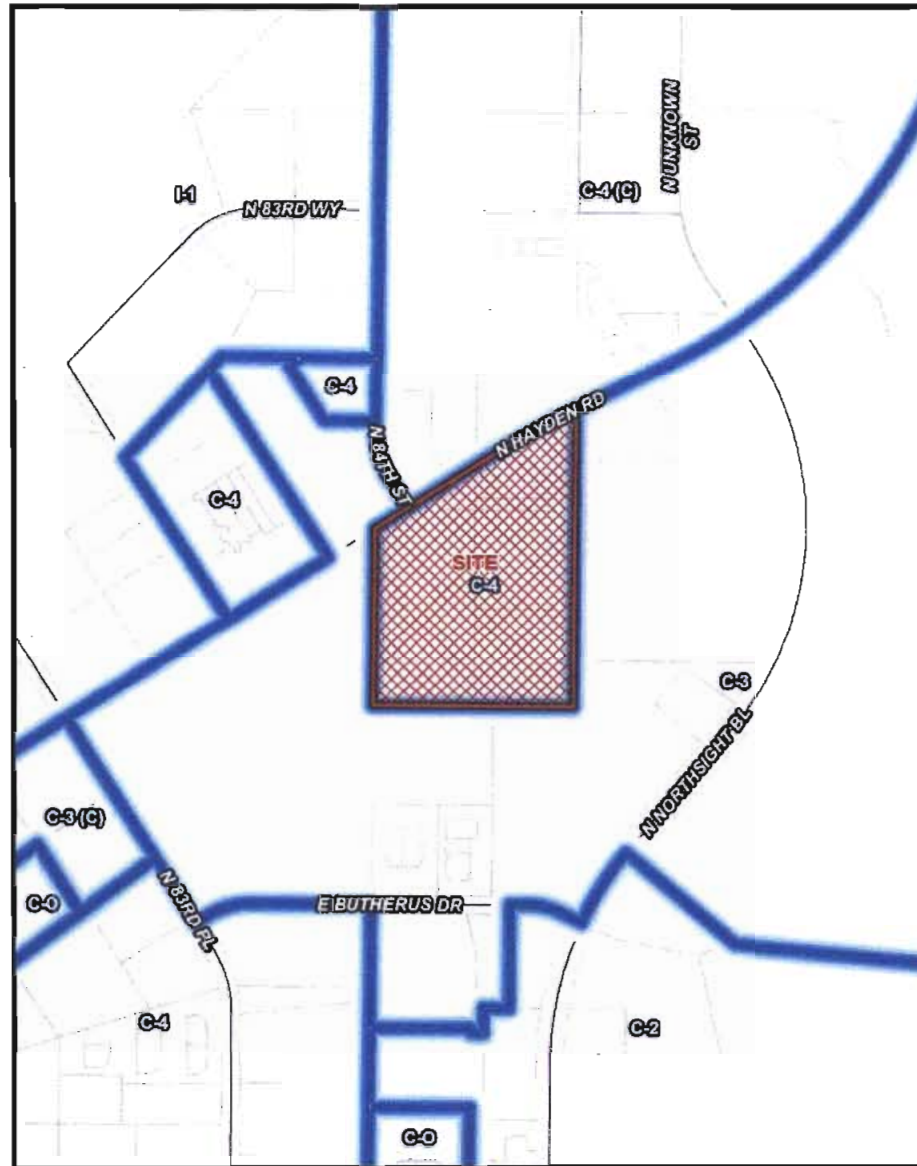 N UNKNOWN
ST
I-1
C-4 (C)
N 83RD WY
C-4
N HAYDEN RD
N 84TH ST
C-4
SITE
C-4
C-3
N NORTHSIGHT BL
C-3 (C)
N 83RD PL
C-O
E BUTHERUS DR
C-4
C-2
C-O